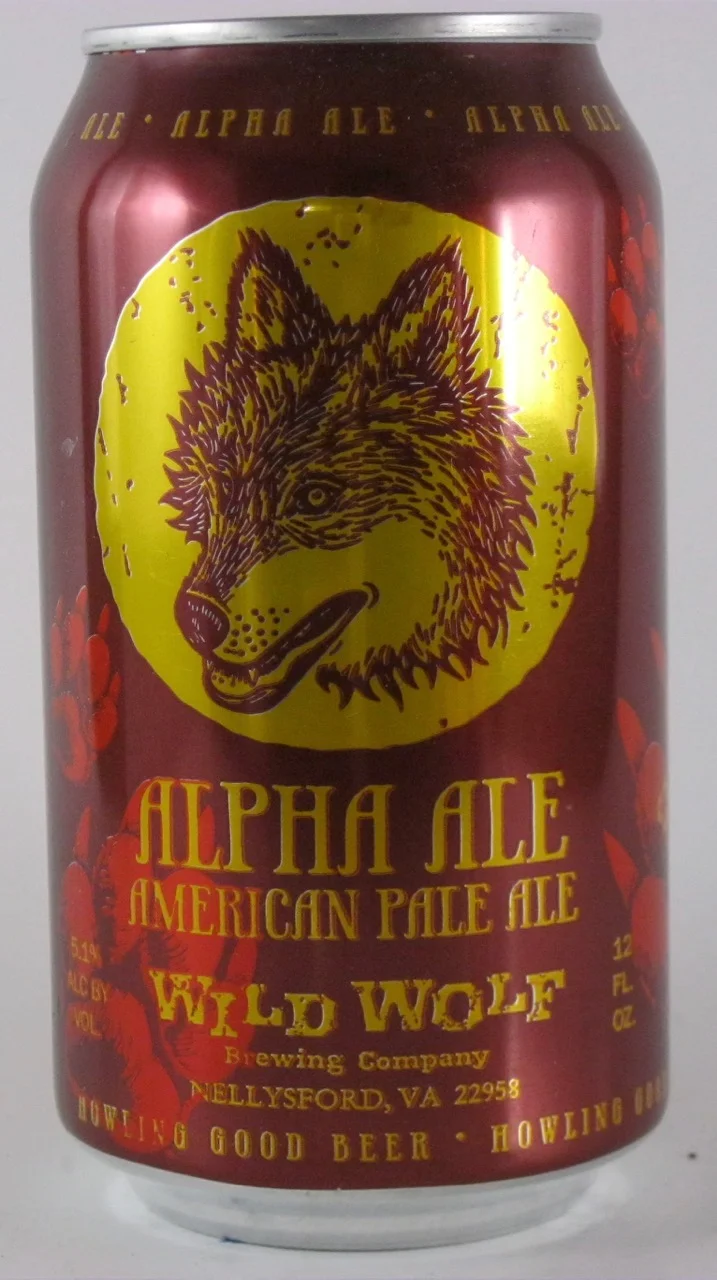 ALE • ALPHA ALE • ALPHA ALE
ALPHA ALE
AMERICAN PALE ALE
5.1%
ALC BY
VOL.
12
FL.
OZ.
WILD WOLF
Brewing Company
NELLYSFORD, VA 22958
HOWLING GOOD BEER • HOWLING GOO